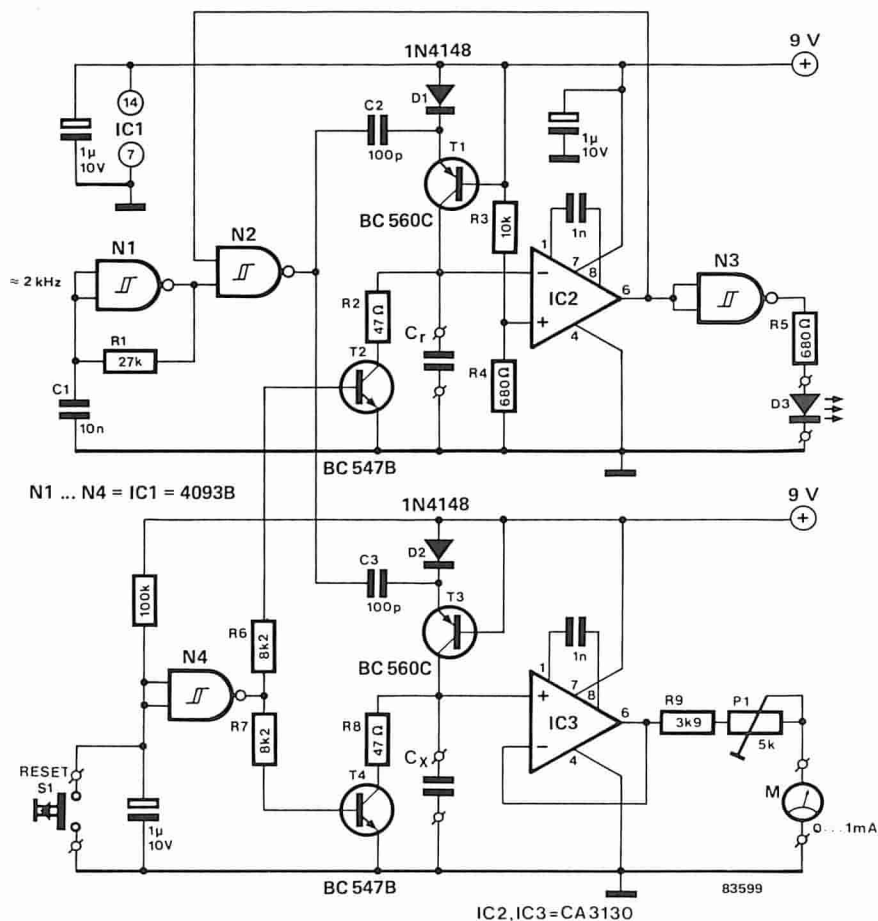 1N4148
9 V
+
14
IC1
7
1µ
10V
C2
100p
D1
T1
BC 560C
R3
10k
1µ
10V
1n
1
7
8
6
4
−
+
IC2
N1
N2
N3
≈ 2 kHz
R1
27k
C1
10n
R2
47Ω
T2
Cr
R4
680Ω
R5
680Ω
D3
BC 547B
N1 ... N4 = IC1 = 4093B
1N4148
9 V
+
100k
C3
100p
D2
T3
BC 560C
1n
1
7
8
6
4
+
−
IC3
N4
R6
8k2
R7
8k2
R8
47Ω
T4
Cx
R9
3k9
P1
5k
RESET
S1
1µ
10V
M
0...1mA
BC 547B
83599
IC2, IC3 = CA3130